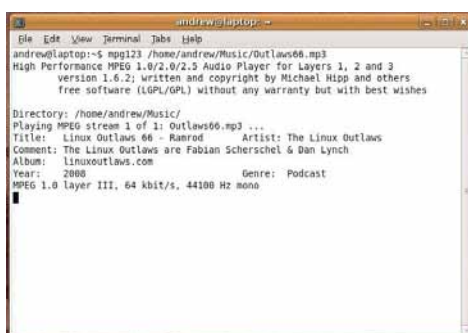 andrew@laptop: ~
File Edit View Terminal Tabs Help
andrew@laptop:~$ mpg123 /home/andrew/Music/Outlaws66.mp3
High Performance MPEG 1.0/2.0/2.5 Audio Player for Layers 1, 2 and 3
version 1.6.2; written and copyright by Michael Hipp and others
free software (LGPL/GPL) without any warranty but with best wishes
Directory: /home/andrew/Music/
Playing MPEG stream 1 of 1: Outlaws66.mp3 ...
Title: Linux Outlaws 66 - Ramrod Artist: The Linux Outlaws
Comment: The Linux Outlaws are Fabian Scherschel & Dan Lynch
Album: linuxoutlaws.com
Year: 2008 Genre: Podcast
MPEG 1.0 layer III, 64 kbit/s, 44100 Hz mono